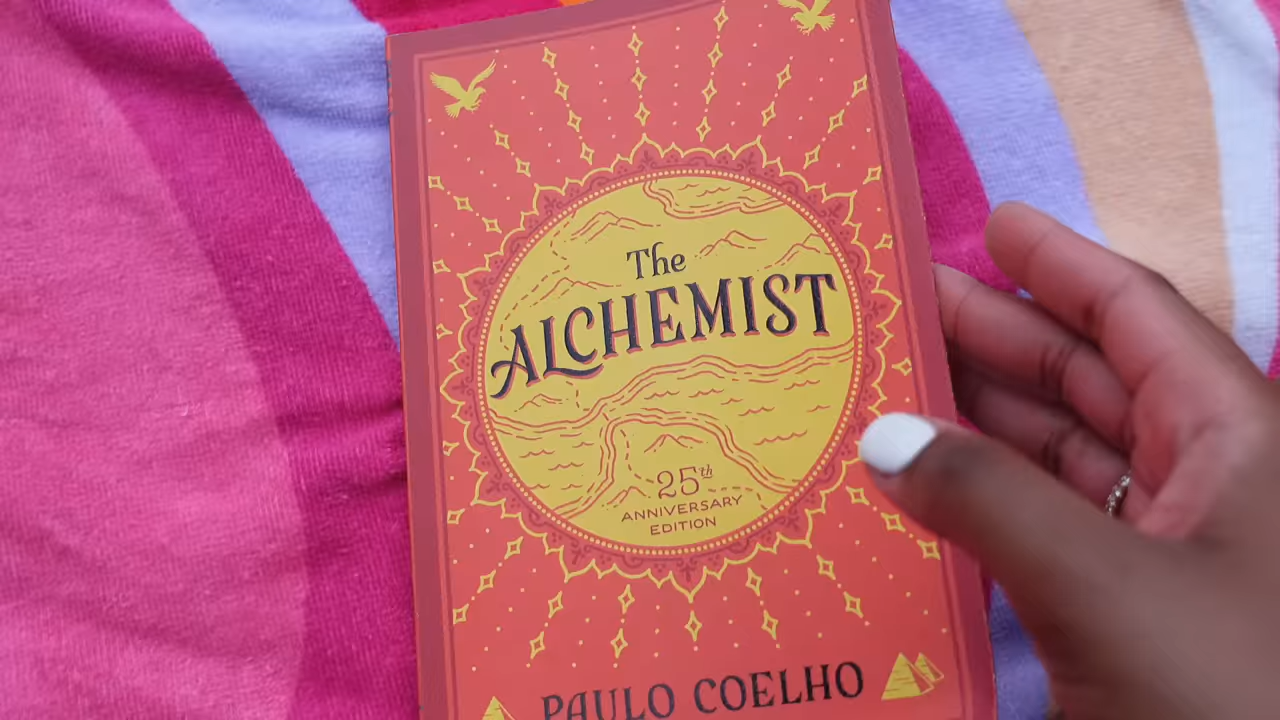 The
ALCHEMIST
25th
ANNIVERSARY
EDITION
PAULO COELHO